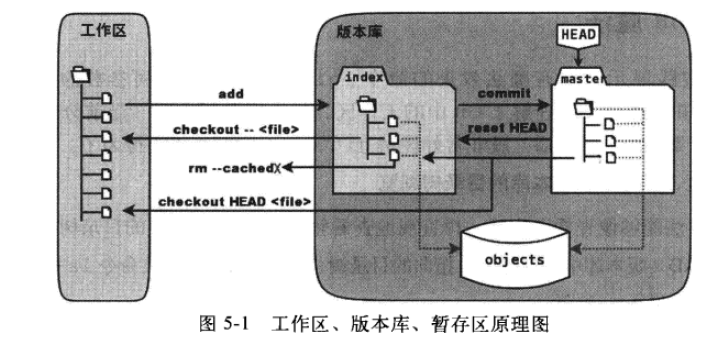 工作区
版本库
HEAD
index
master
add
commit
checkout -- <file>
reset HEAD
rm --cached
checkout HEAD <file>
objects
图 5-1 工作区、版本库、暂存区原理图